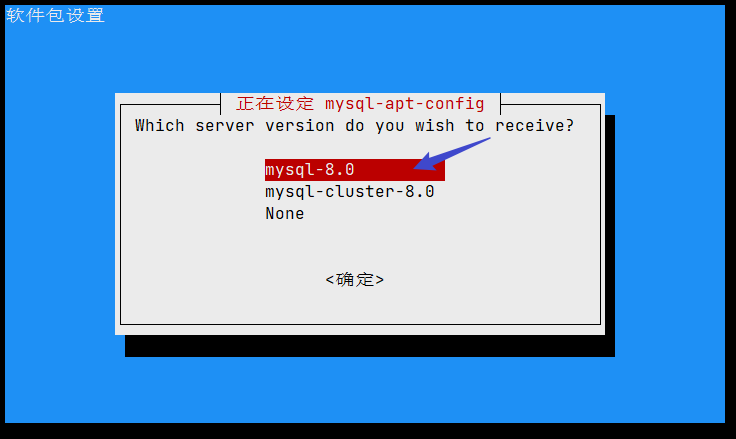 软件包设置
正在设定 mysql-apt-config
Which server version do you wish to receive?
mysql-8.0
mysql-cluster-8.0
None
<确定>